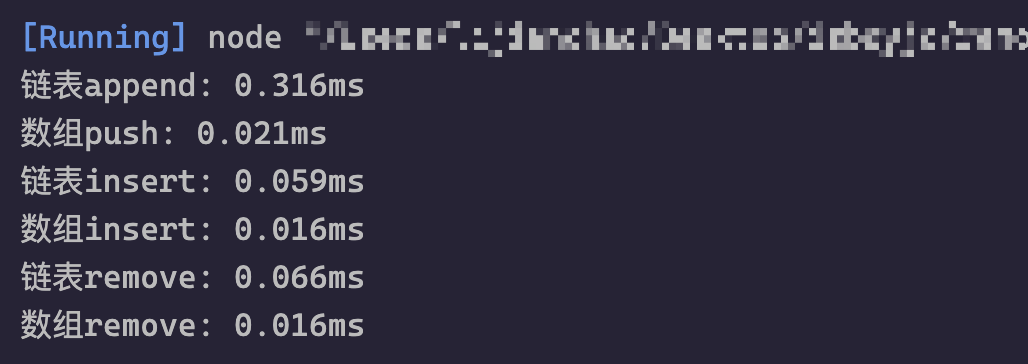 [Running] node
链表append: 0.316ms
数组push: 0.021ms
链表insert: 0.059ms
数组insert: 0.016ms
链表remove: 0.066ms
数组remove: 0.016ms